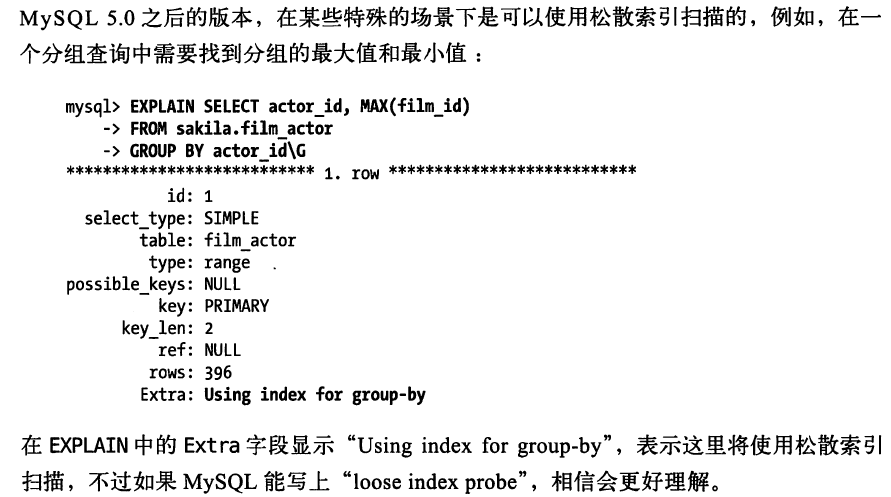 MySQL 5.0 之后的版本，在某些特殊的场景下是可以使用松散索引扫描的，例如，在一
个分组查询中需要找到分组的最大值和最小值：
mysql> EXPLAIN SELECT actor_id, MAX(film_id)
-> FROM sakila.film_actor
-> GROUP BY actor_id\G
*************************** 1. row ***************************
id: 1
select_type: SIMPLE
table: film_actor
type: range
possible_keys: NULL
key: PRIMARY
key_len: 2
ref: NULL
rows: 396
Extra: Using index for group-by
在 EXPLAIN 中的 Extra 字段显示“Using index for group-by”，表示这里将使用松散索引
扫描，不过如果 MySQL 能写上“loose index probe”，相信会更好理解。